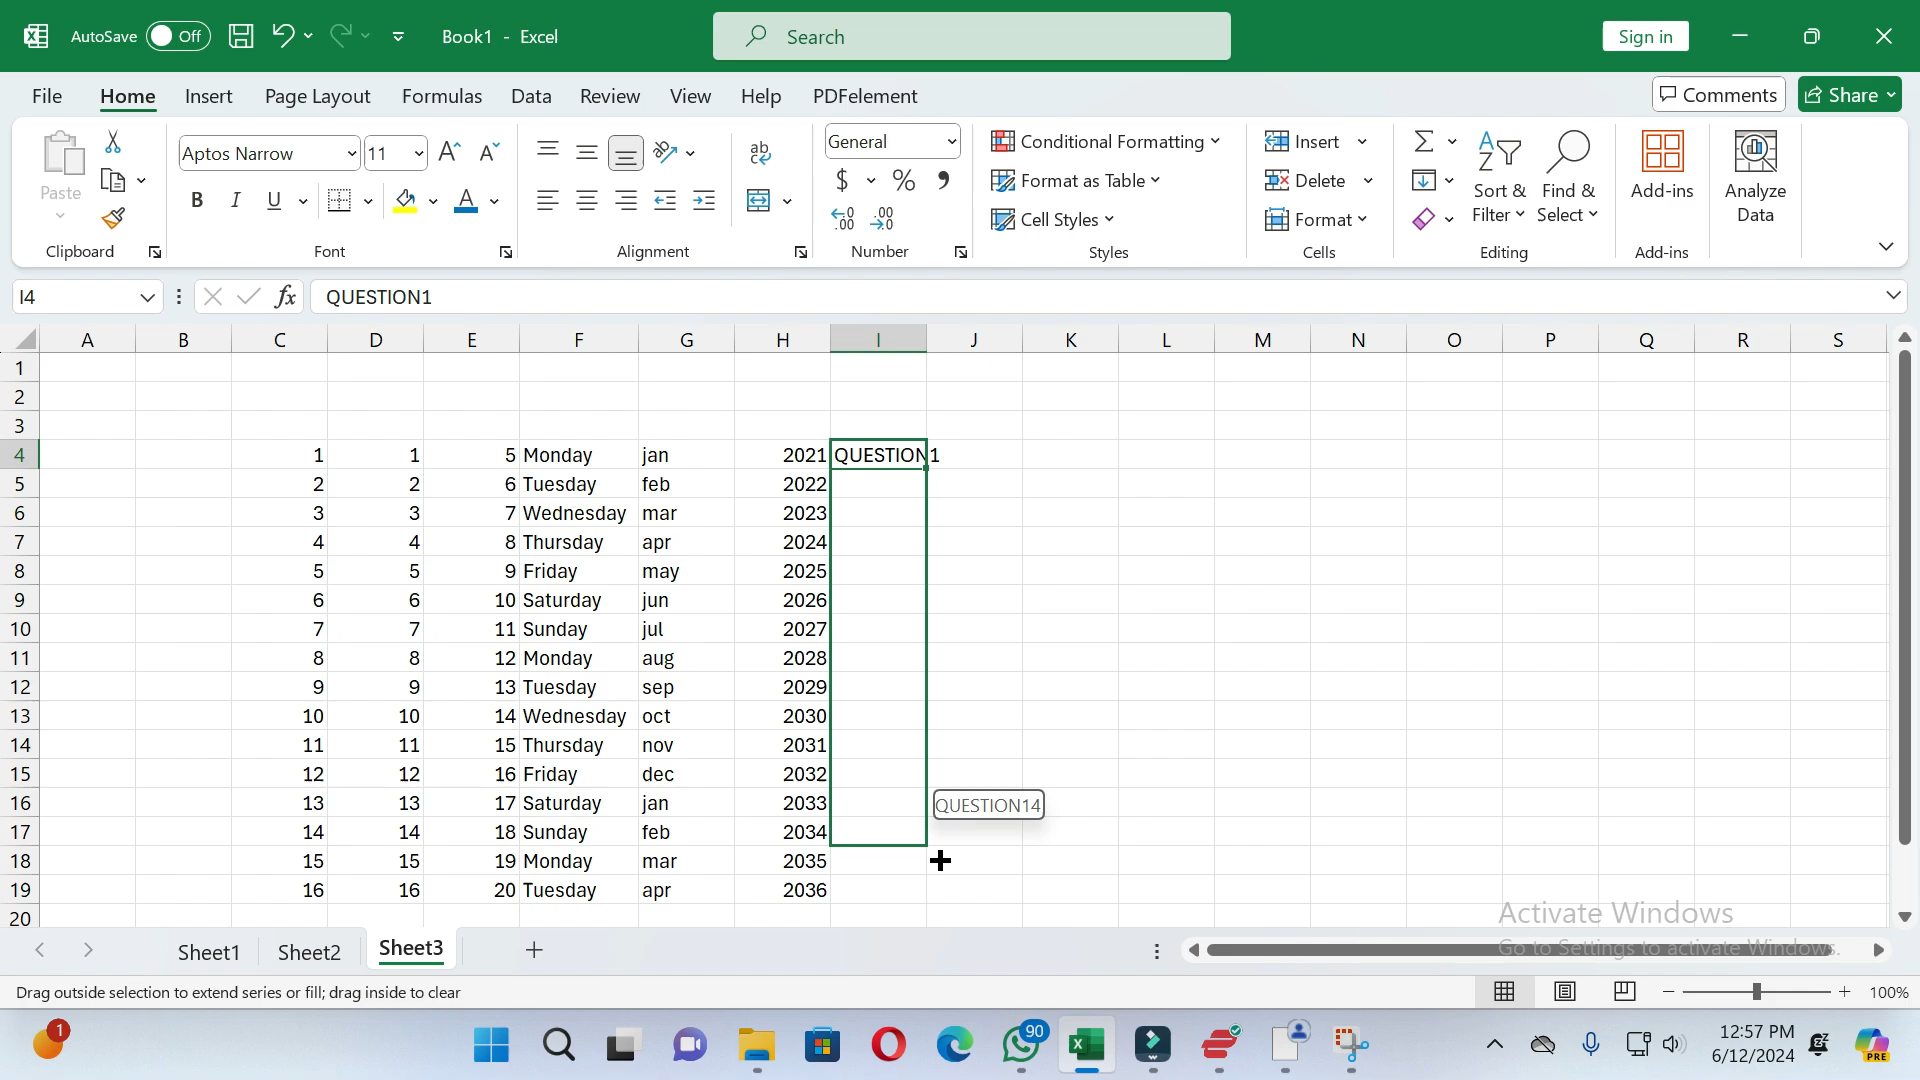 AutoSave Off Book1 - Excel Search Sign in
File Home Insert Page Layout Formulas Data Review View Help PDFelement Comments Share
Paste Aptos Narrow 11 General Conditional Formatting Insert
B I U ab c $ % , Format as Table Delete Sort & Find & Add-ins Analyze
A Cell Styles Format Filter Select Data
Clipboard Font Alignment Number Styles Cells Editing Add-ins
I4 fx QUESTION1
A B C D E F G H I J K L M N O P Q R S
1
2
3
4 1 1 5 Monday jan 2021 QUESTION1
5 2 2 6 Tuesday feb 2022
6 3 3 7 Wednesday mar 2023
7 4 4 8 Thursday apr 2024
8 5 5 9 Friday may 2025
9 6 6 10 Saturday jun 2026
10 7 7 11 Sunday jul 2027
11 8 8 12 Monday aug 2028
12 9 9 13 Tuesday sep 2029
13 10 10 14 Wednesday oct 2030
14 11 11 15 Thursday nov 2031
15 12 12 16 Friday dec 2032
16 13 13 17 Saturday jan 2033 QUESTION14
17 14 14 18 Sunday feb 2034
18 15 15 19 Monday mar 2035
19 16 16 20 Tuesday apr 2036
20 Activate Windows
Sheet1 Sheet2 Sheet3 Go to Settings to activate Windows.
Drag outside selection to extend series or fill; drag inside to clear 100%
1 90 12:57 PM
6/12/2024 PRE